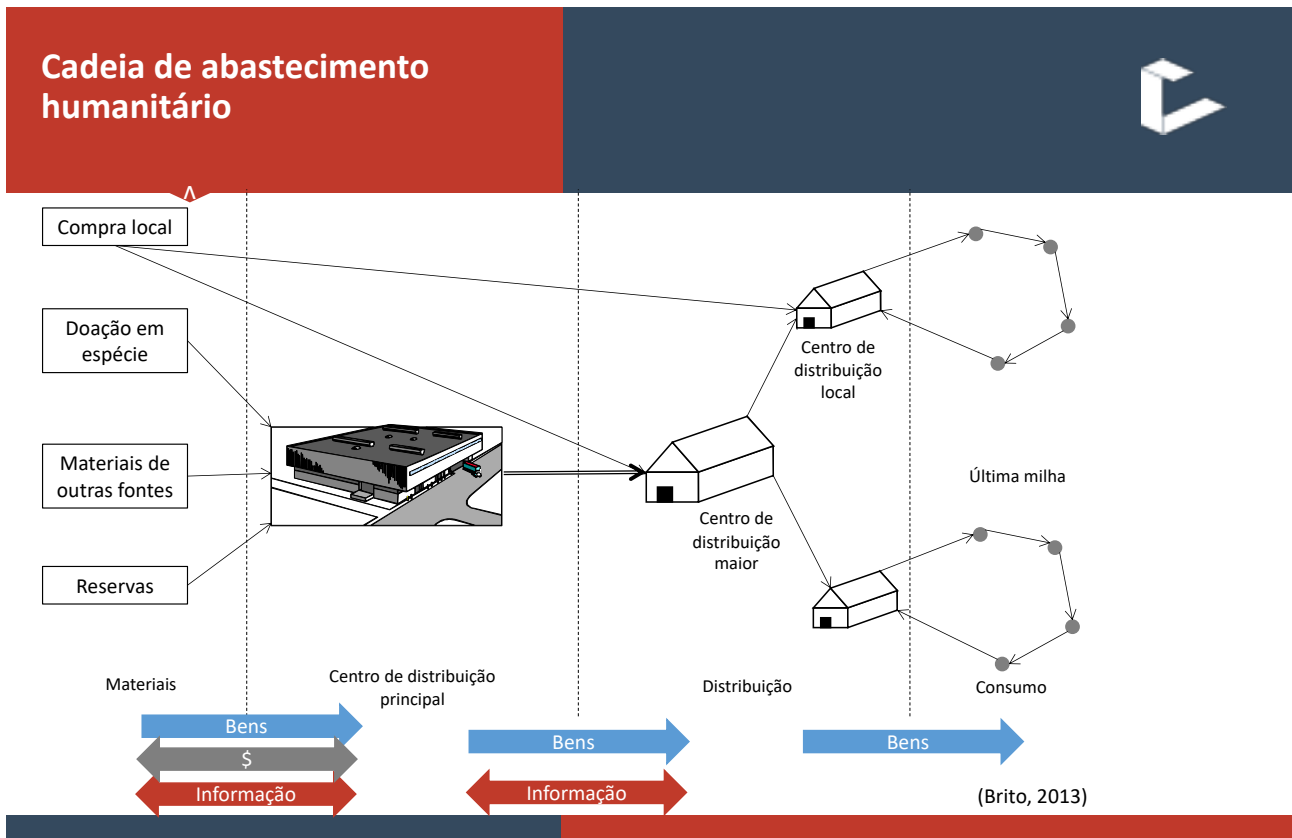 Cadeia de abastecimento
humanitário
Compra local
Doação em
espécie
Materiais de
outras fontes
Reservas
Centro de
distribuição
local
Centro de
distribuição
maior
Última milha
Materiais
Centro de distribuição
principal
Distribuição
Consumo
Bens
$
Informação
Bens
Informação
Bens
(Brito, 2013)